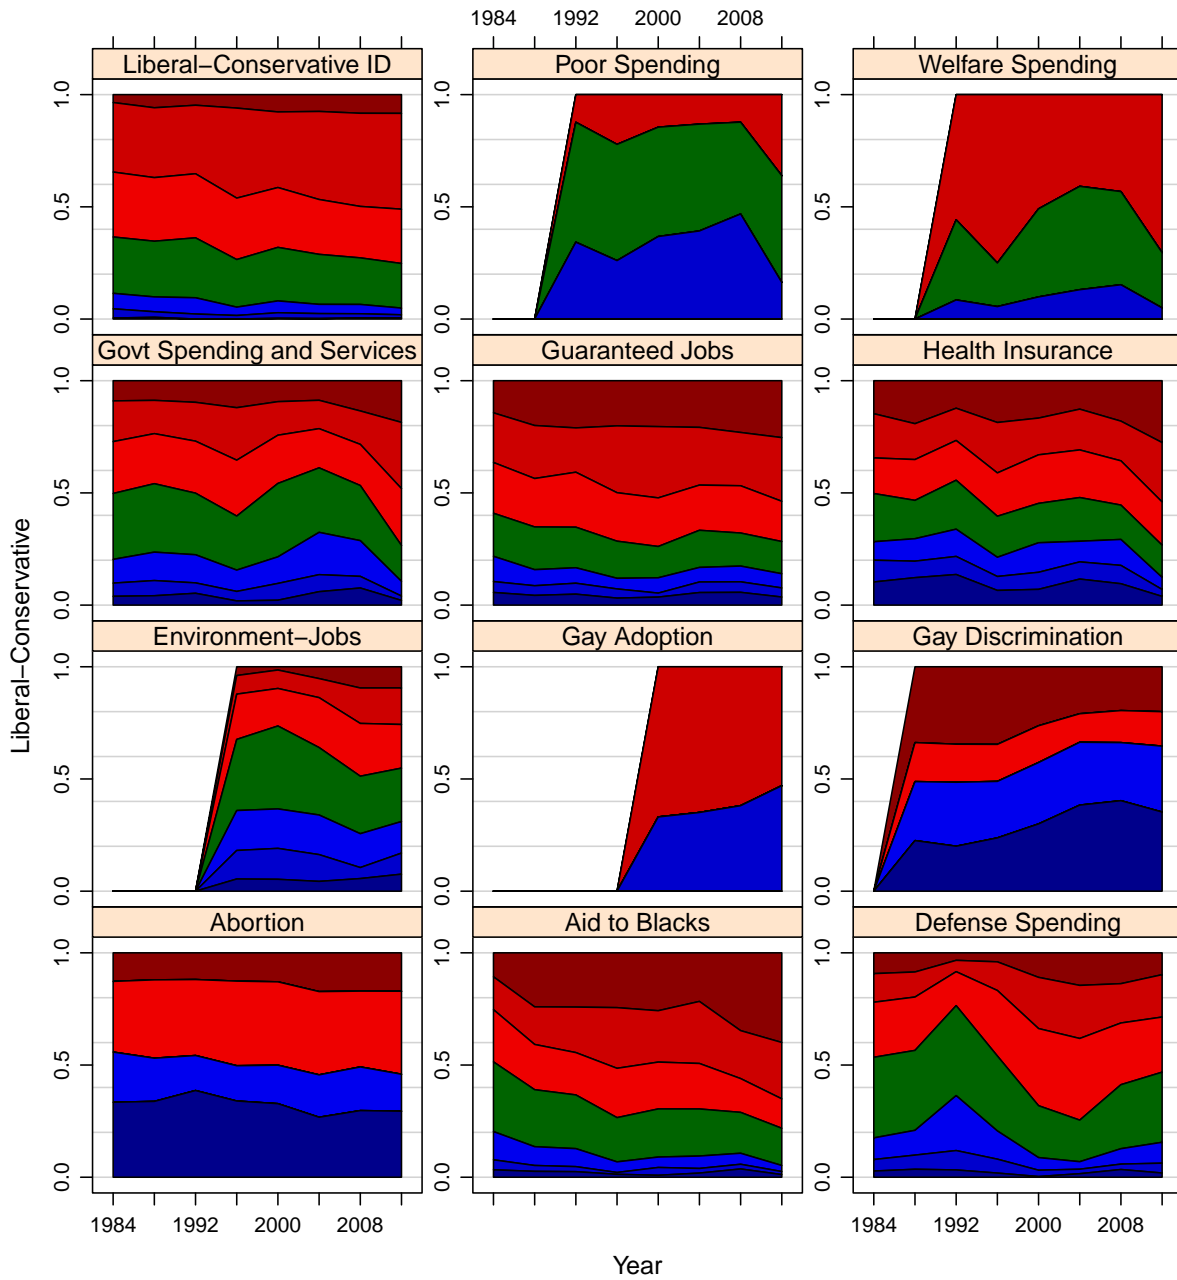 1984 1992 2000 2008
Liberal−Conservative ID Poor Spending Welfare Spending
0.0 0.5 1.0 0.0 0.5 1.0 0.0 0.5 1.0
Govt Spending and Services Guaranteed Jobs Health Insurance
0.0 0.5 1.0 0.0 0.5 1.0 0.0 0.5 1.0
Environment−Jobs Gay Adoption Gay Discrimination
0.0 0.5 1.0 0.0 0.5 1.0 0.0 0.5 1.0
Abortion Aid to Blacks Defense Spending
0.0 0.5 1.0 0.0 0.5 1.0 0.0 0.5 1.0
1984 1992 2000 2008 1984 1992 2000 2008
Liberal−Conservative
Year